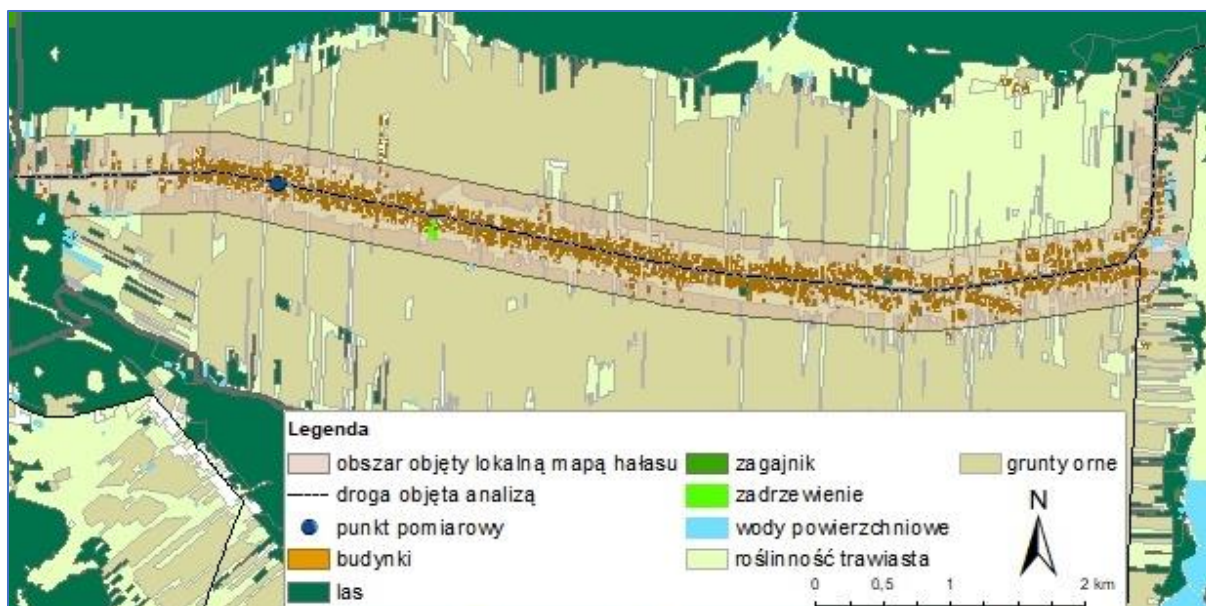 Legenda
obszar objęty lokalną mapą hałasu
droga objęta analizą
punkt pomiarowy
budynki
las
zagajnik
zadrzewienie
wody powierzchniowe
roślinność trawiasta
grunty orne
N
0 0,5 1 2 km